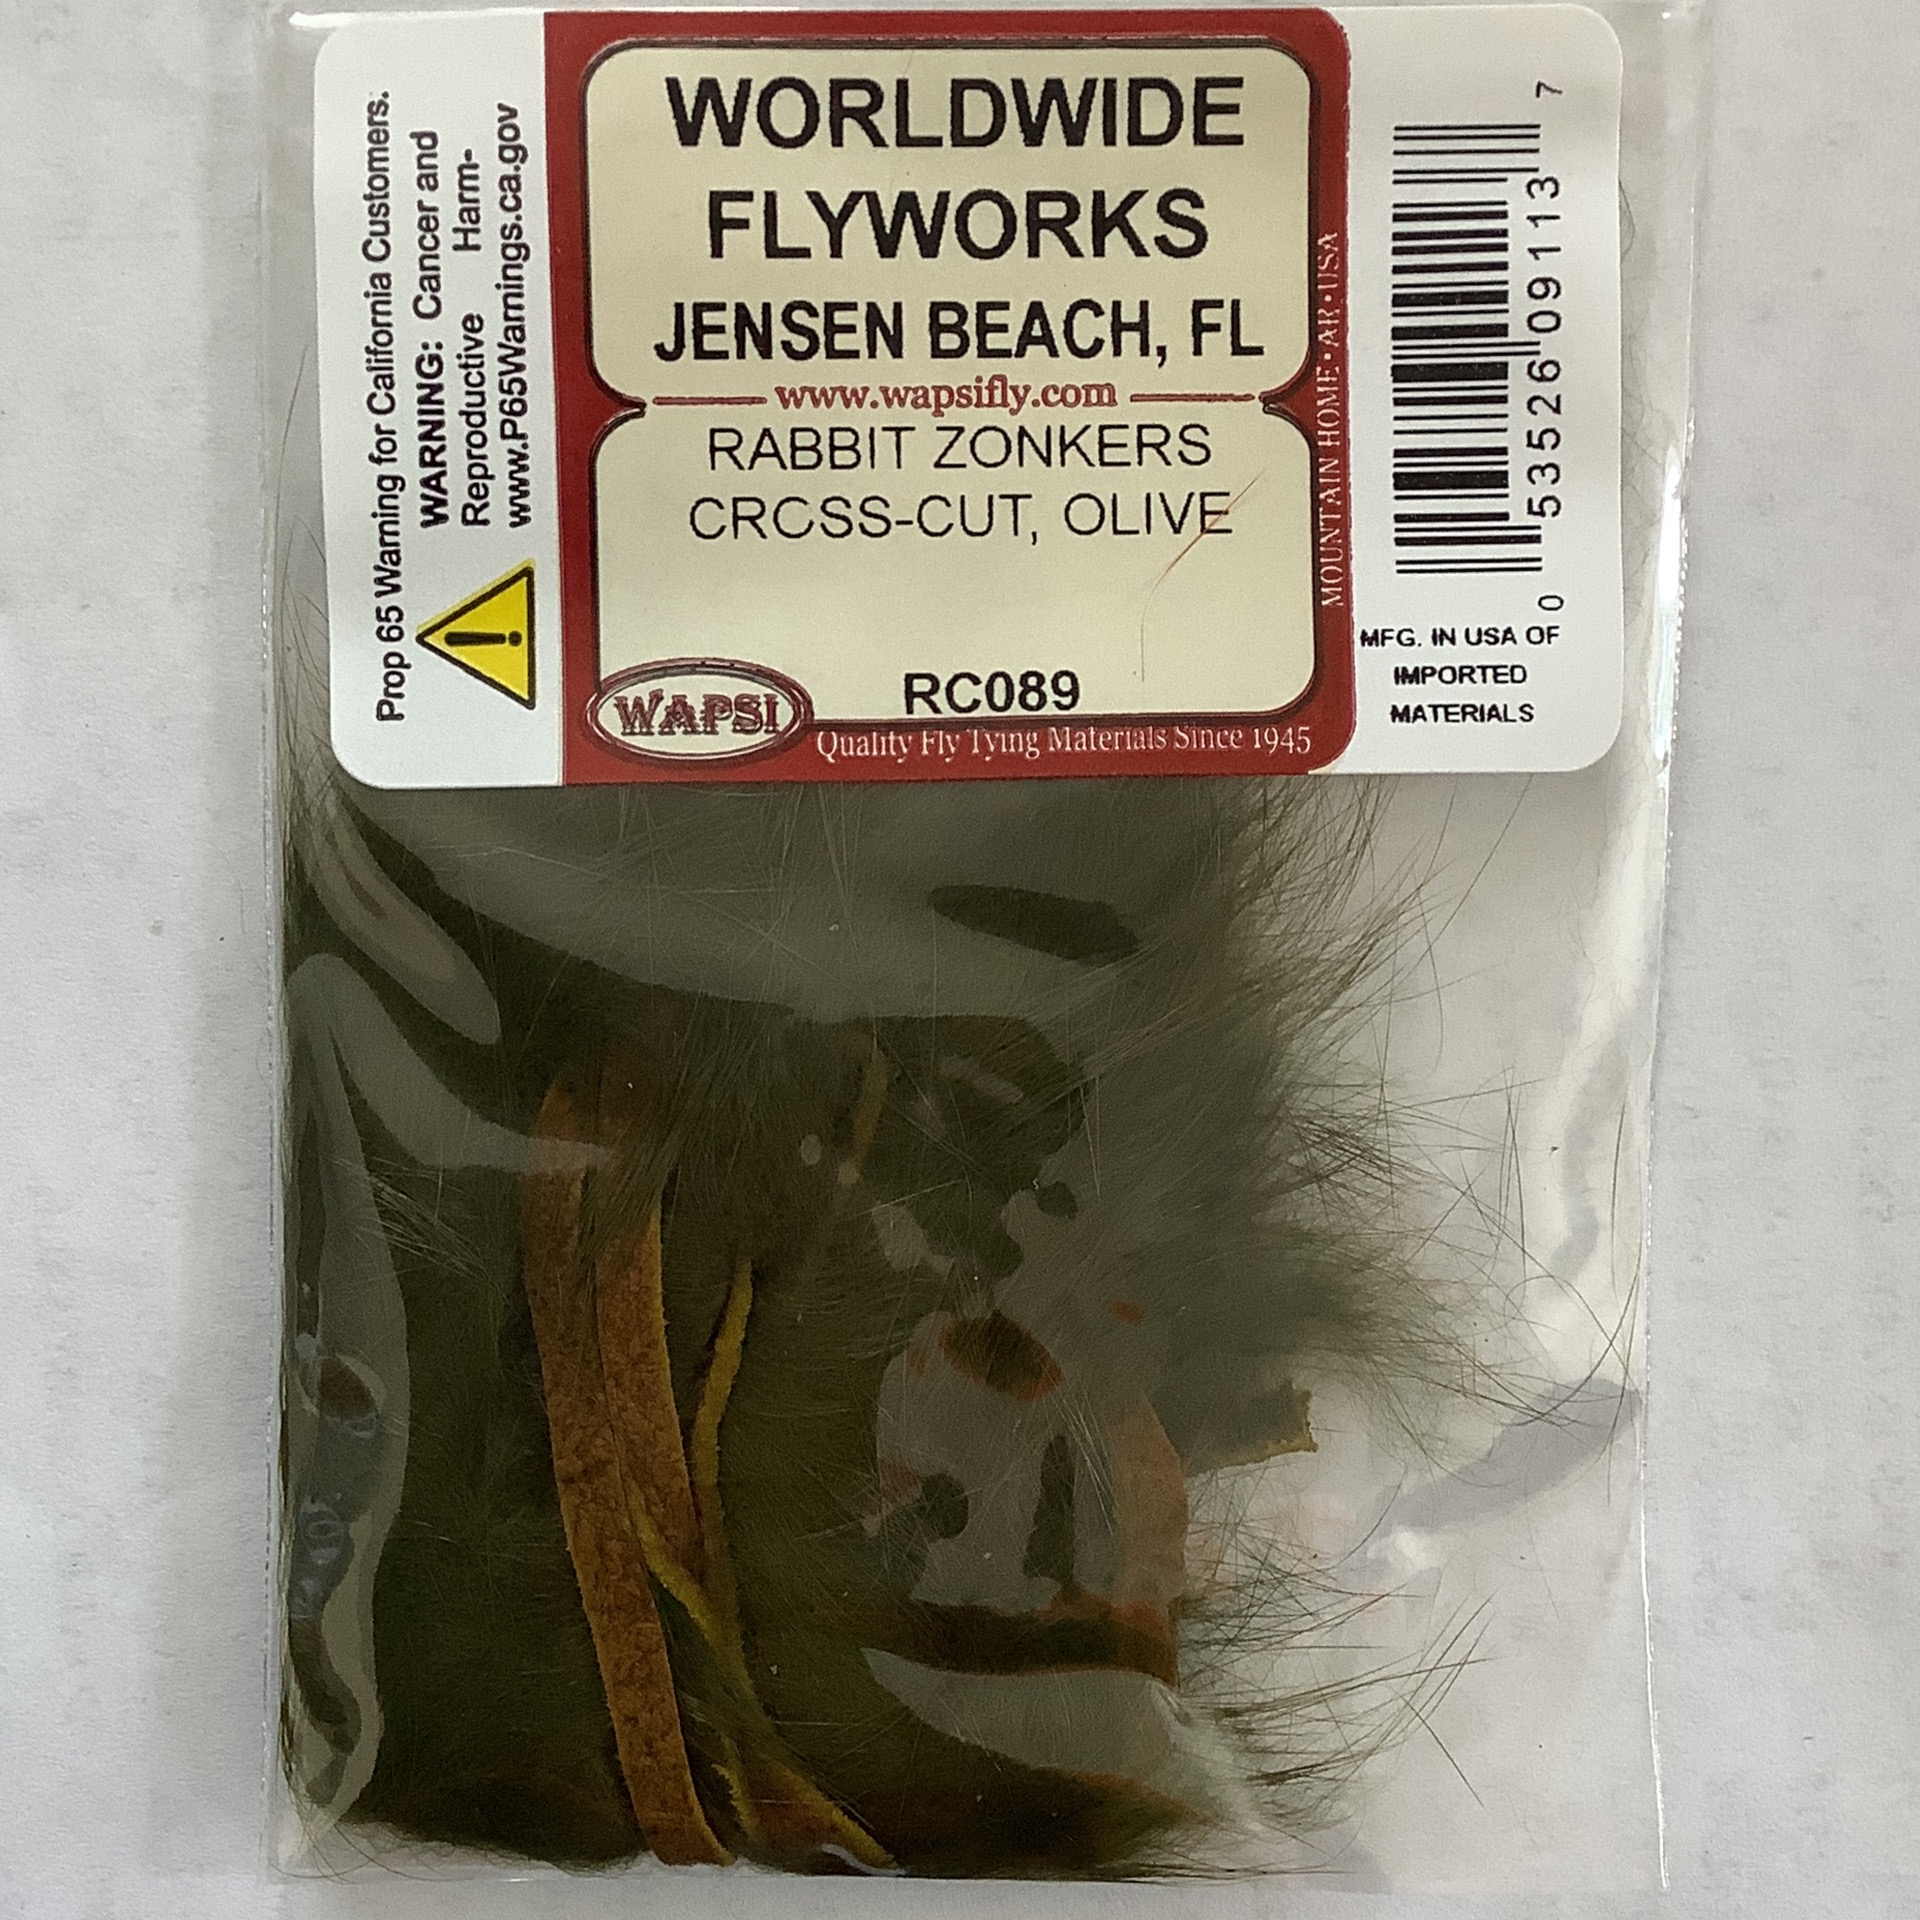 Prop 65 Warning for California Customers.
WARNING: Cancer and
Reproductive Harm-
www.P65Warnings.ca.gov
WORLDWIDE
FLYWORKS
JENSEN BEACH, FL
www.wapsifly.com
RABBIT ZONKERS
CROSS-CUT, OLIVE
RC089
WAPSI
Quality Fly Tying Materials Since 1945
MOUNTAIN HOME • AR • USA
0 53526 09113 7
MFG. IN USA OF
IMPORTED
MATERIALS